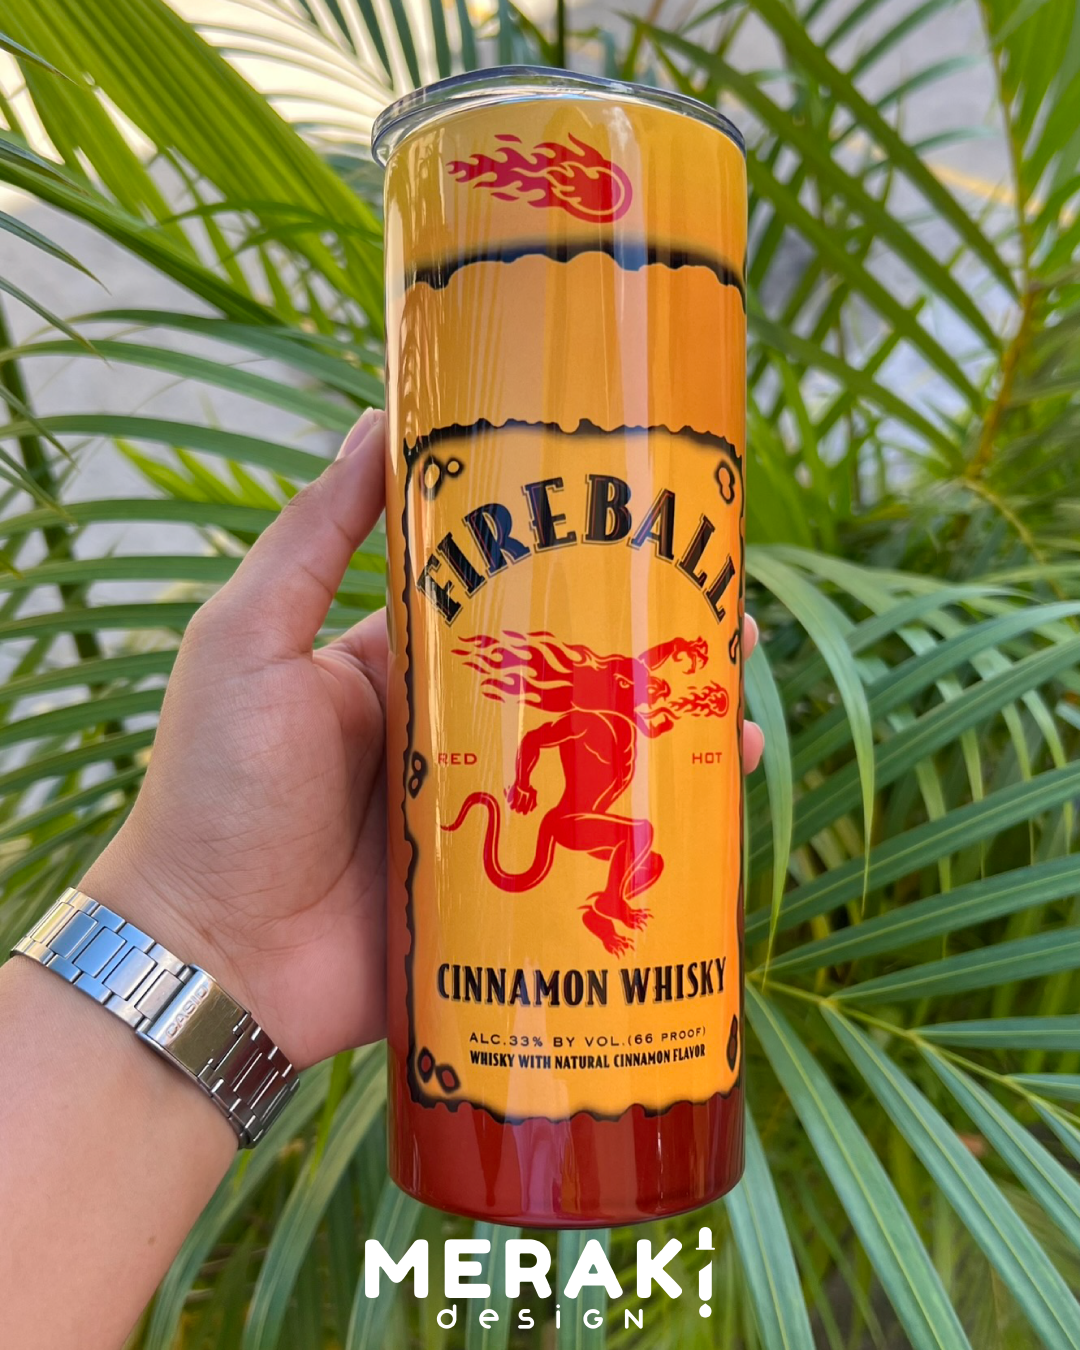 FIREBALL
RED HOT
CINNAMON WHISKY
ALC.33% BY VOL.(66 PROOF)
WHISKY WITH NATURAL CINNAMON FLAVOR
CASIO
MERAKi
design